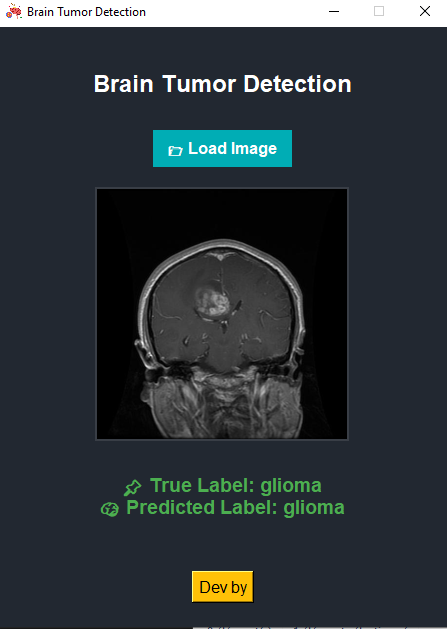 Brain Tumor Detection
Brain Tumor Detection
Load Image
True Label: glioma
Predicted Label: glioma
Dev by